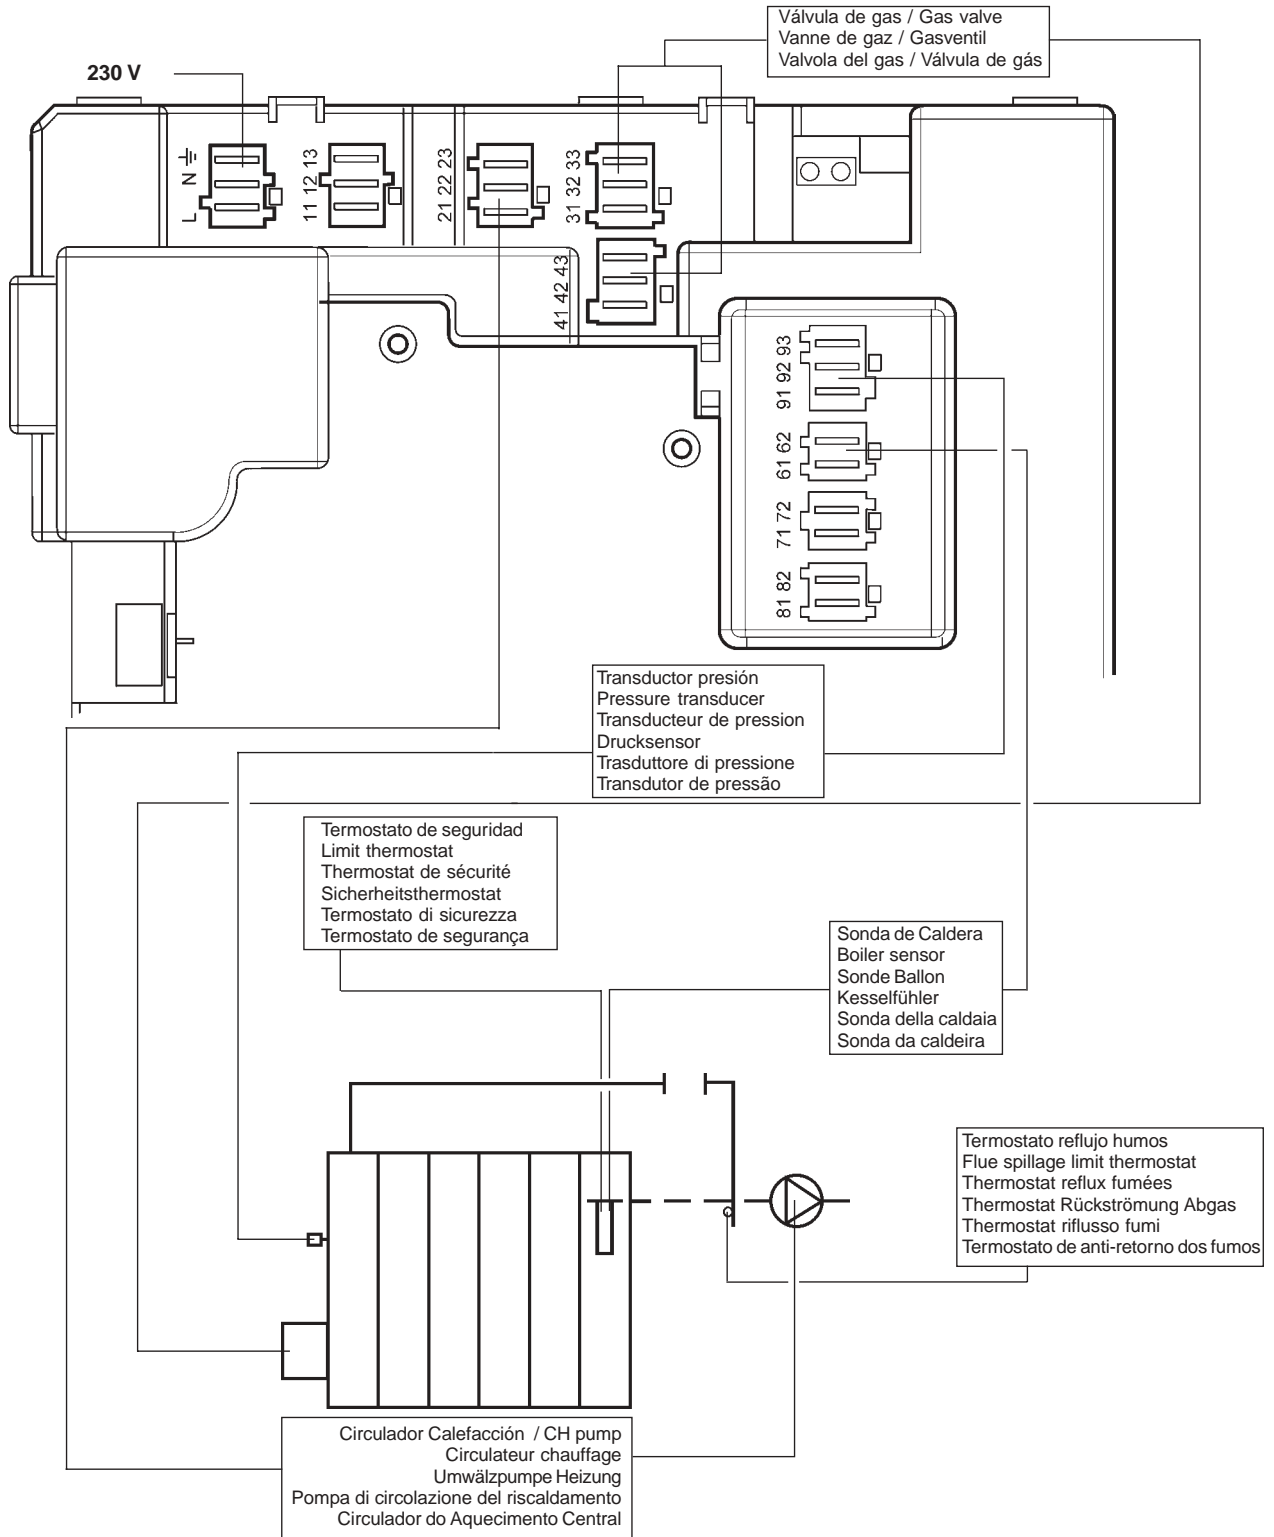 Válvula de gas / Gas valve
Vanne de gaz / Gasventil
Valvola del gas / Válvula de gás
230 V
L N
11 12 13
21 22 23
31 32 33
41 42 43
91 92 93
61 62
71 72
81 82
Transductor presión
Pressure transducer
Transducteur de pression
Drucksensor
Trasduttore di pressione
Transdutor de pressão
Termostato de seguridad
Limit thermostat
Thermostat de sécurité
Sicherheitsthermostat
Termostato di sicurezza
Termostato de segurança
Sonda de Caldera
Boiler sensor
Sonde Ballon
Kesselfühler
Sonda della caldaia
Sonda da caldeira
Termostato reflujo humos
Flue spillage limit thermostat
Thermostat reflux fumées
Thermostat Rückströmung Abgas
Thermostat riflusso fumi
Termostato de anti-retorno dos fumos
Circulador Calefacción / CH pump
Circulateur chauffage
Umwälzpumpe Heizung
Pompa di circolazione del riscaldamento
Circulador do Aquecimento Central